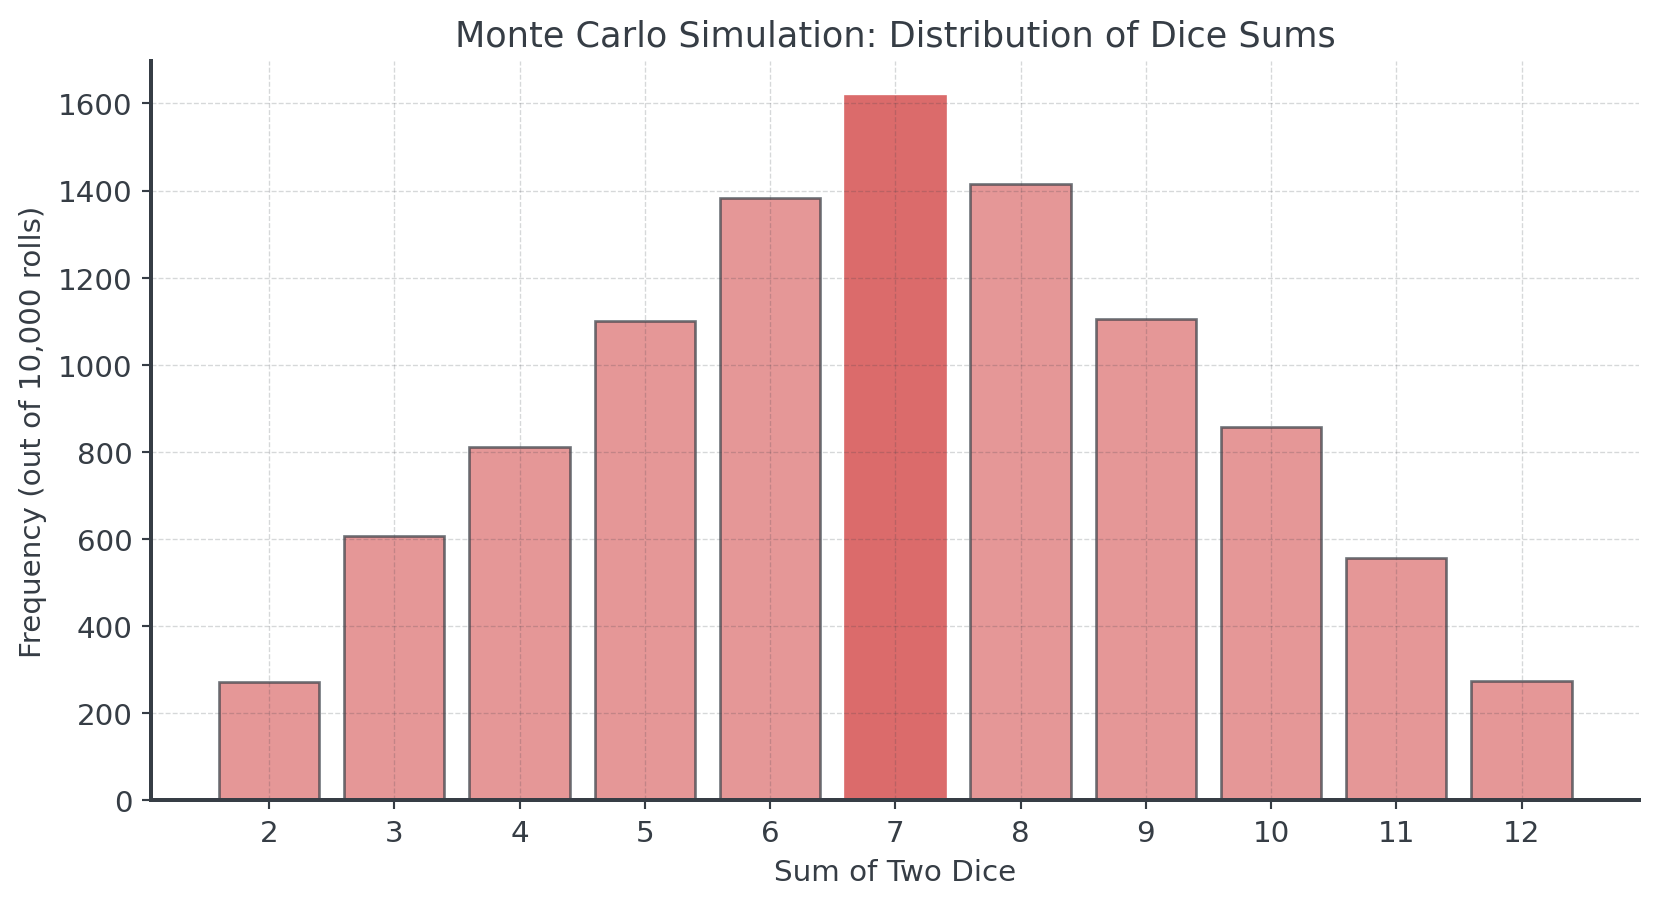 Monte Carlo Simulation: Distribution of Dice Sums
Frequency (out of 10,000 rolls)
1600
1400
1200
1000
800
600
400
200
0
2 3 4 5 6 7 8 9 10 11 12
Sum of Two Dice